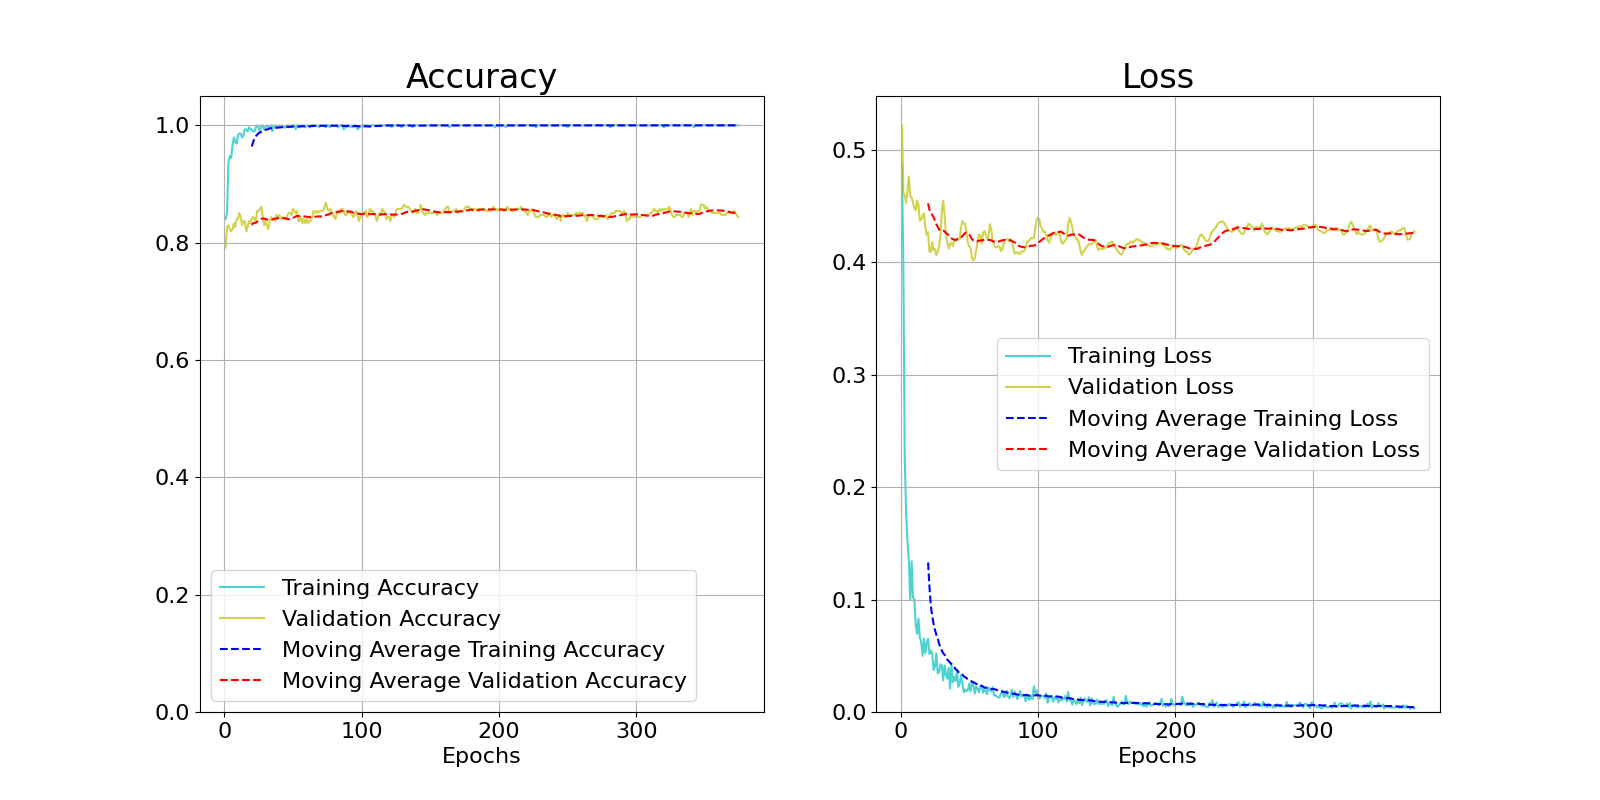 Accuracy
1.0
0.8
0.6
0.4
0.2
0.0
0
100
200
300
Epochs
Training Accuracy
Validation Accuracy
Moving Average Training Accuracy
Moving Average Validation Accuracy
Loss
0.5
0.4
0.3
0.2
0.1
0.0
0
100
200
300
Epochs
Training Loss
Validation Loss
Moving Average Training Loss
Moving Average Validation Loss